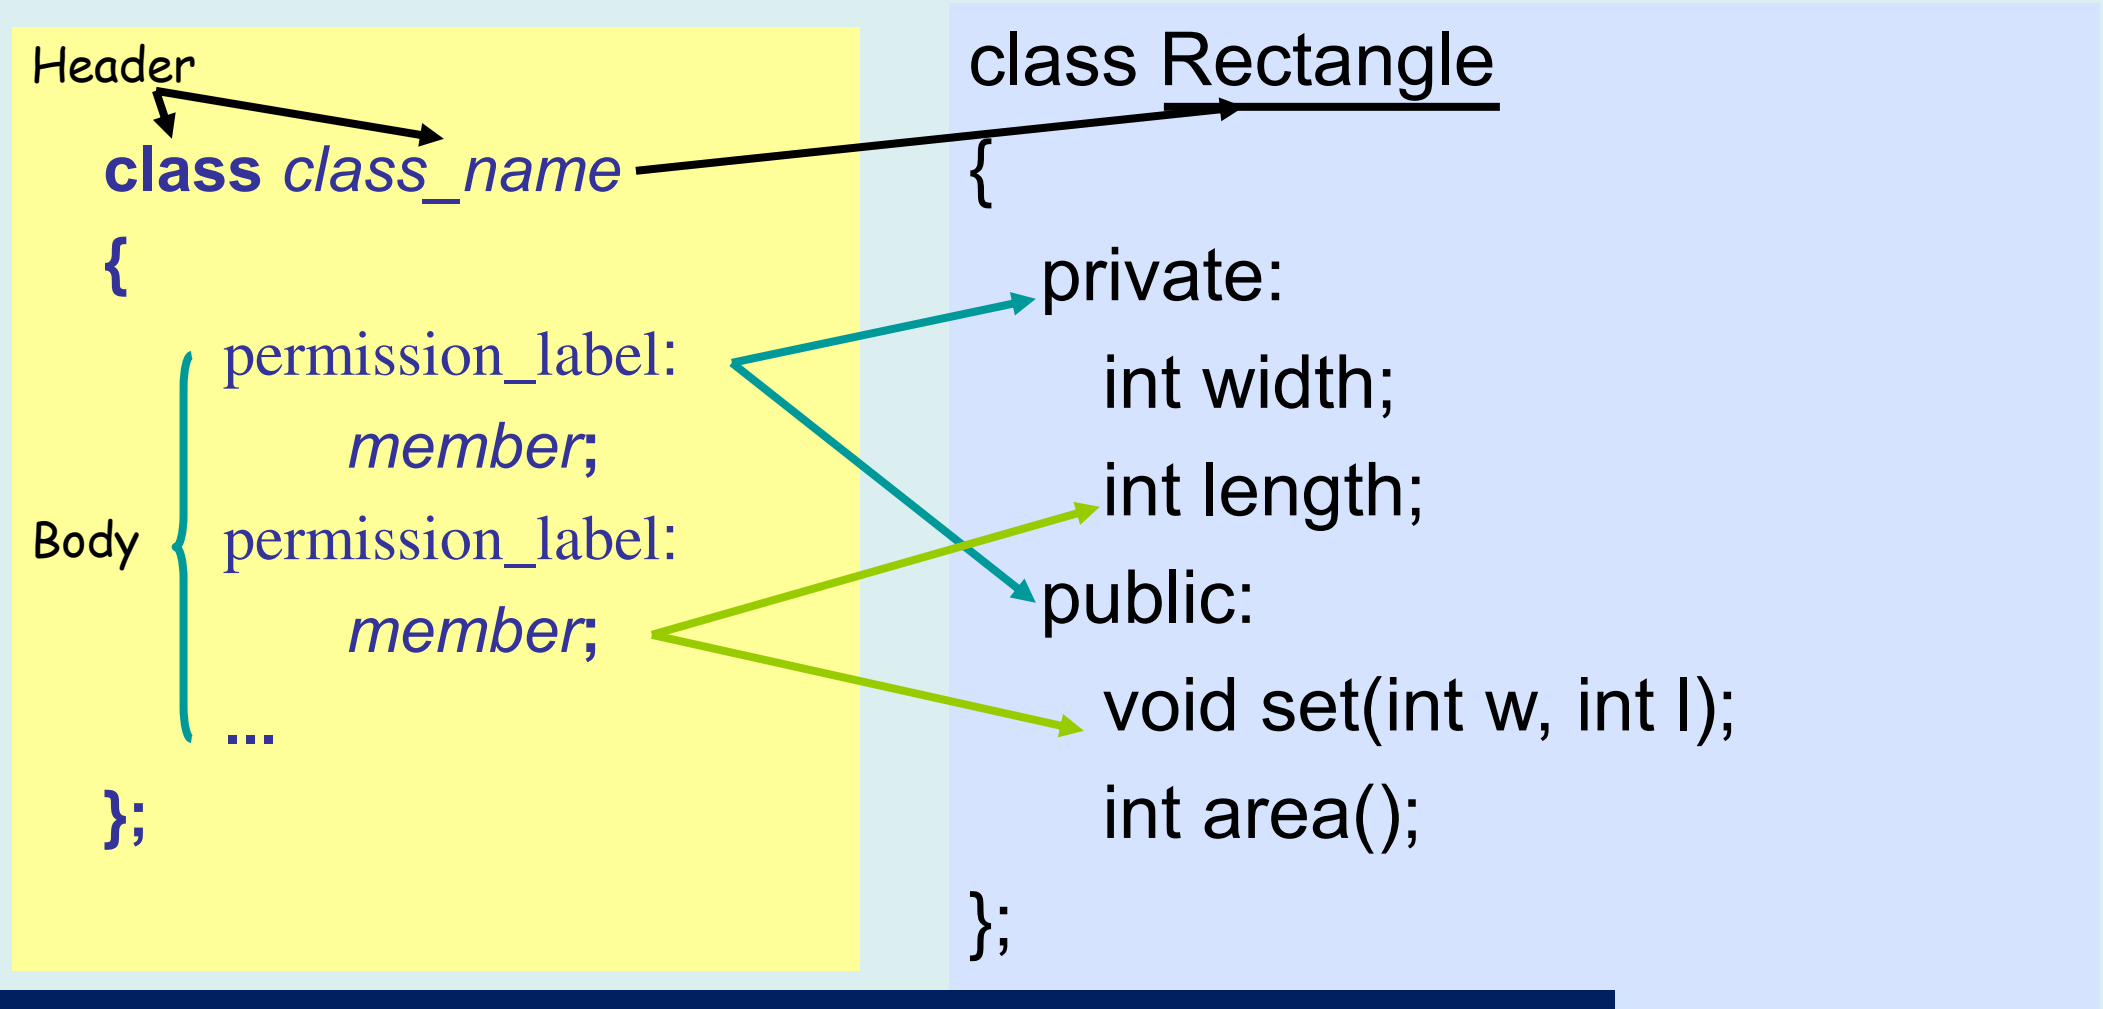 Header
class class_name
{
permission_label:
member;
Body
permission_label:
member;
...
};
class Rectangle
{
private:
int width;
int length;
public:
void set(int w, int l);
int area();
};